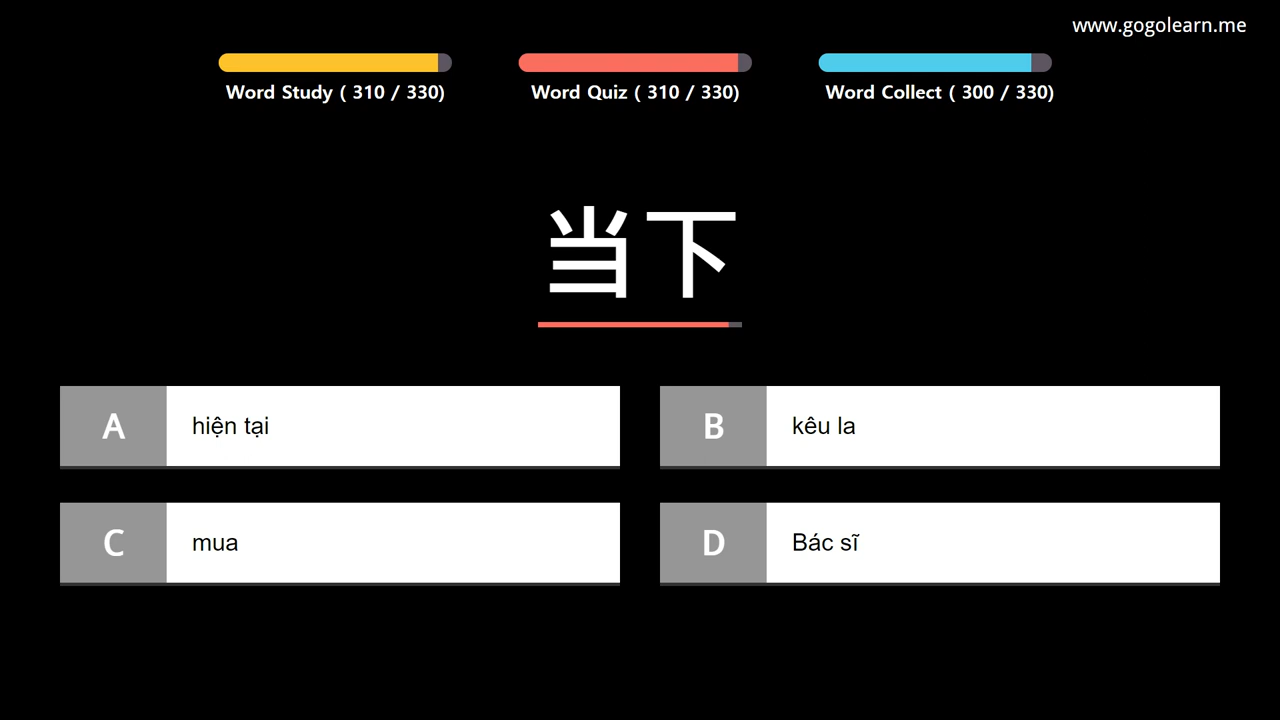 www.gogolearn.me
Word Study ( 310 / 330)
Word Quiz ( 310 / 330)
Word Collect ( 300 / 330)
当下
A hiện tại
B kêu la
C mua
D Bác sĩ